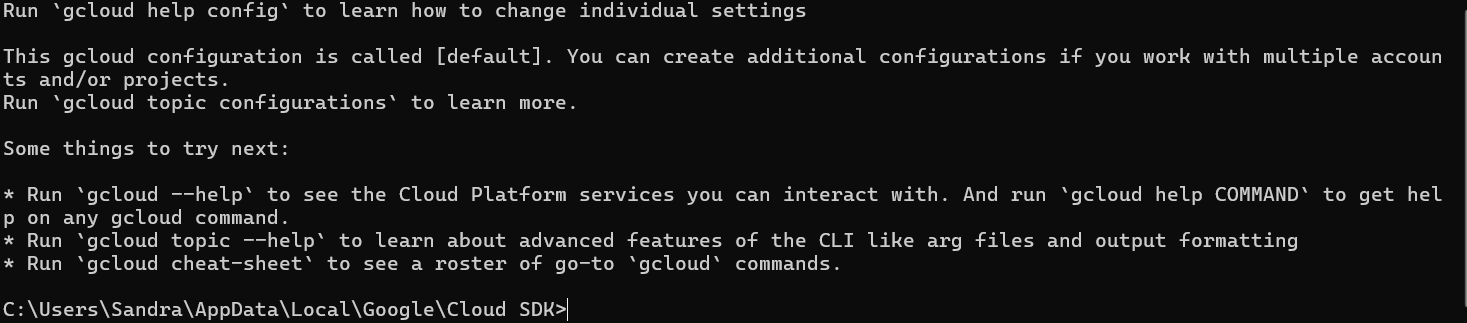 Run `gcloud help config` to learn how to change individual settings
This gcloud configuration is called [default]. You can create additional configurations if you work with multiple accoun
ts and/or projects.
Run `gcloud topic configurations` to learn more.
Some things to try next:
* Run `gcloud --help` to see the Cloud Platform services you can interact with. And run `gcloud help COMMAND` to get hel
p on any gcloud command.
* Run `gcloud topic --help` to learn about advanced features of the CLI like arg files and output formatting
* Run `gcloud cheat-sheet` to see a roster of go-to `gcloud` commands.
C:\Users\Sandra\AppData\Local\Google\Cloud SDK>